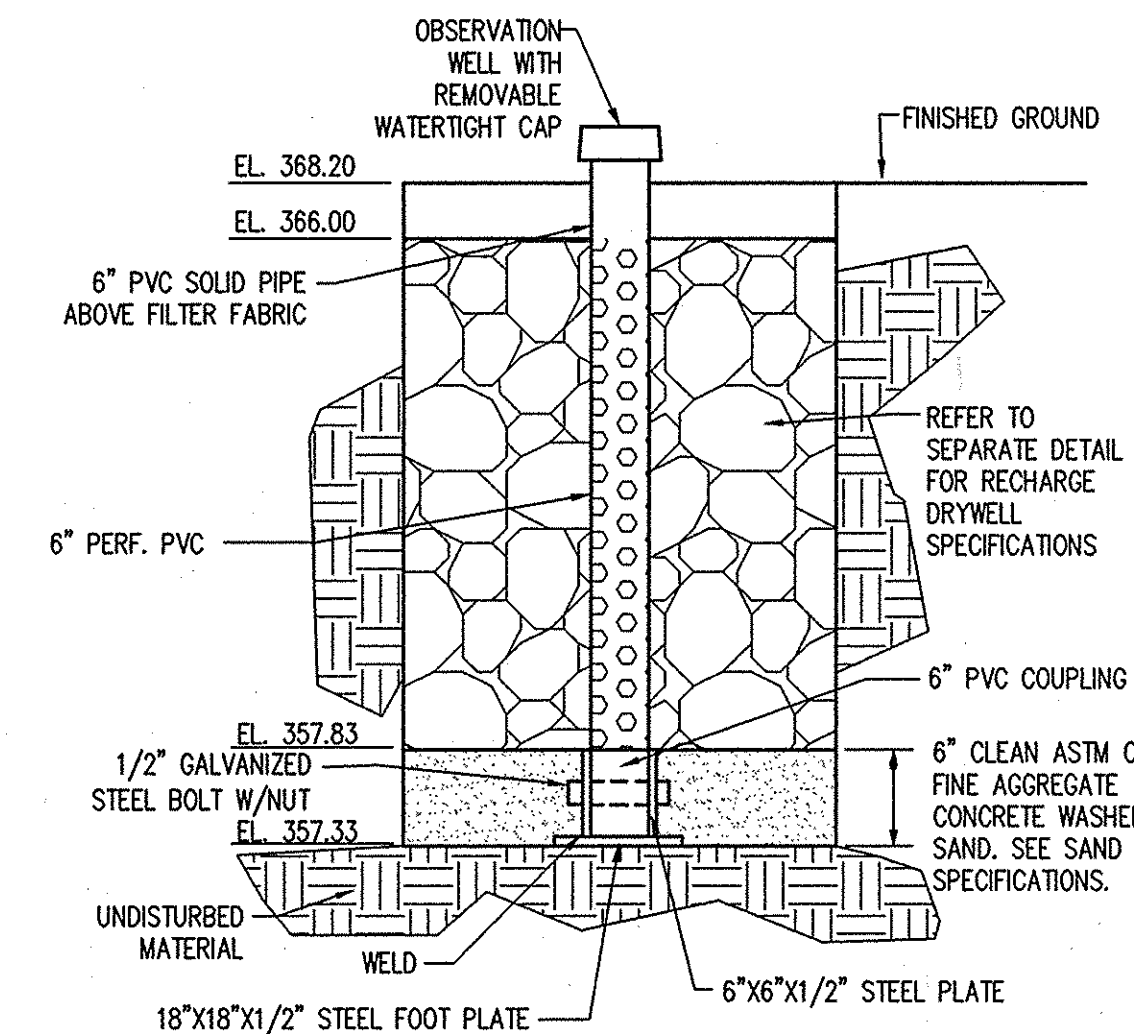 OBSERVATION
WELL WITH
REMOVABLE
WATERTIGHT CAP
FINISHED GROUND
EL. 368.20
EL. 366.00
6" PVC SOLID PIPE
ABOVE FILTER FABRIC
REFER TO
SEPARATE DETAIL
FOR RECHARGE
DRYWELL
SPECIFICATIONS
6" PERF. PVC
6" PVC COUPLING
EL. 357.83
1/2" GALVANIZED
STEEL BOLT W/NUT
EL. 357.33
6" CLEAN ASTM
FINE AGGREGATE
CONCRETE
SAND. SEE SAND
SPECIFICATIONS.
UNDISTURBED
MATERIAL
WELD
6"X6"X1/2" STEEL PLATE
18"X18"X1/2" STEEL FOOT PLATE